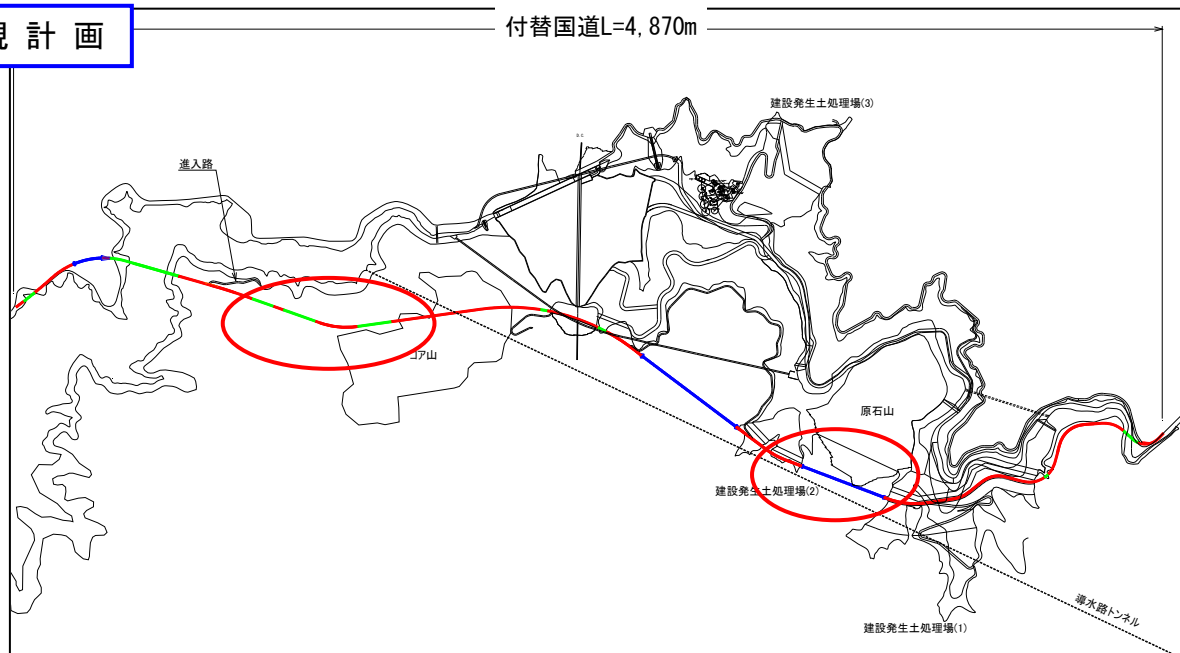 付替国道L=4,870m
計 画
建設発生土処理場(3)
進入路
コア山
原石山
建設発生土処理場(2)
導水路トンネル
建設発生土処理場(1)